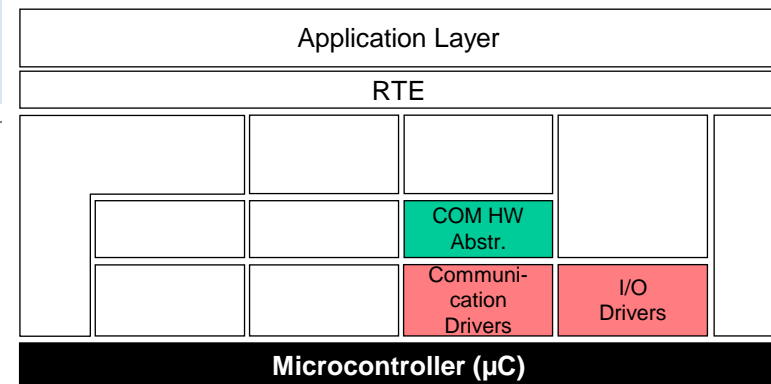 Application Layer
RTE
COM HW
Abstr.
Communi-
cation
Drivers
I/O
Drivers
Microcontroller (µC)